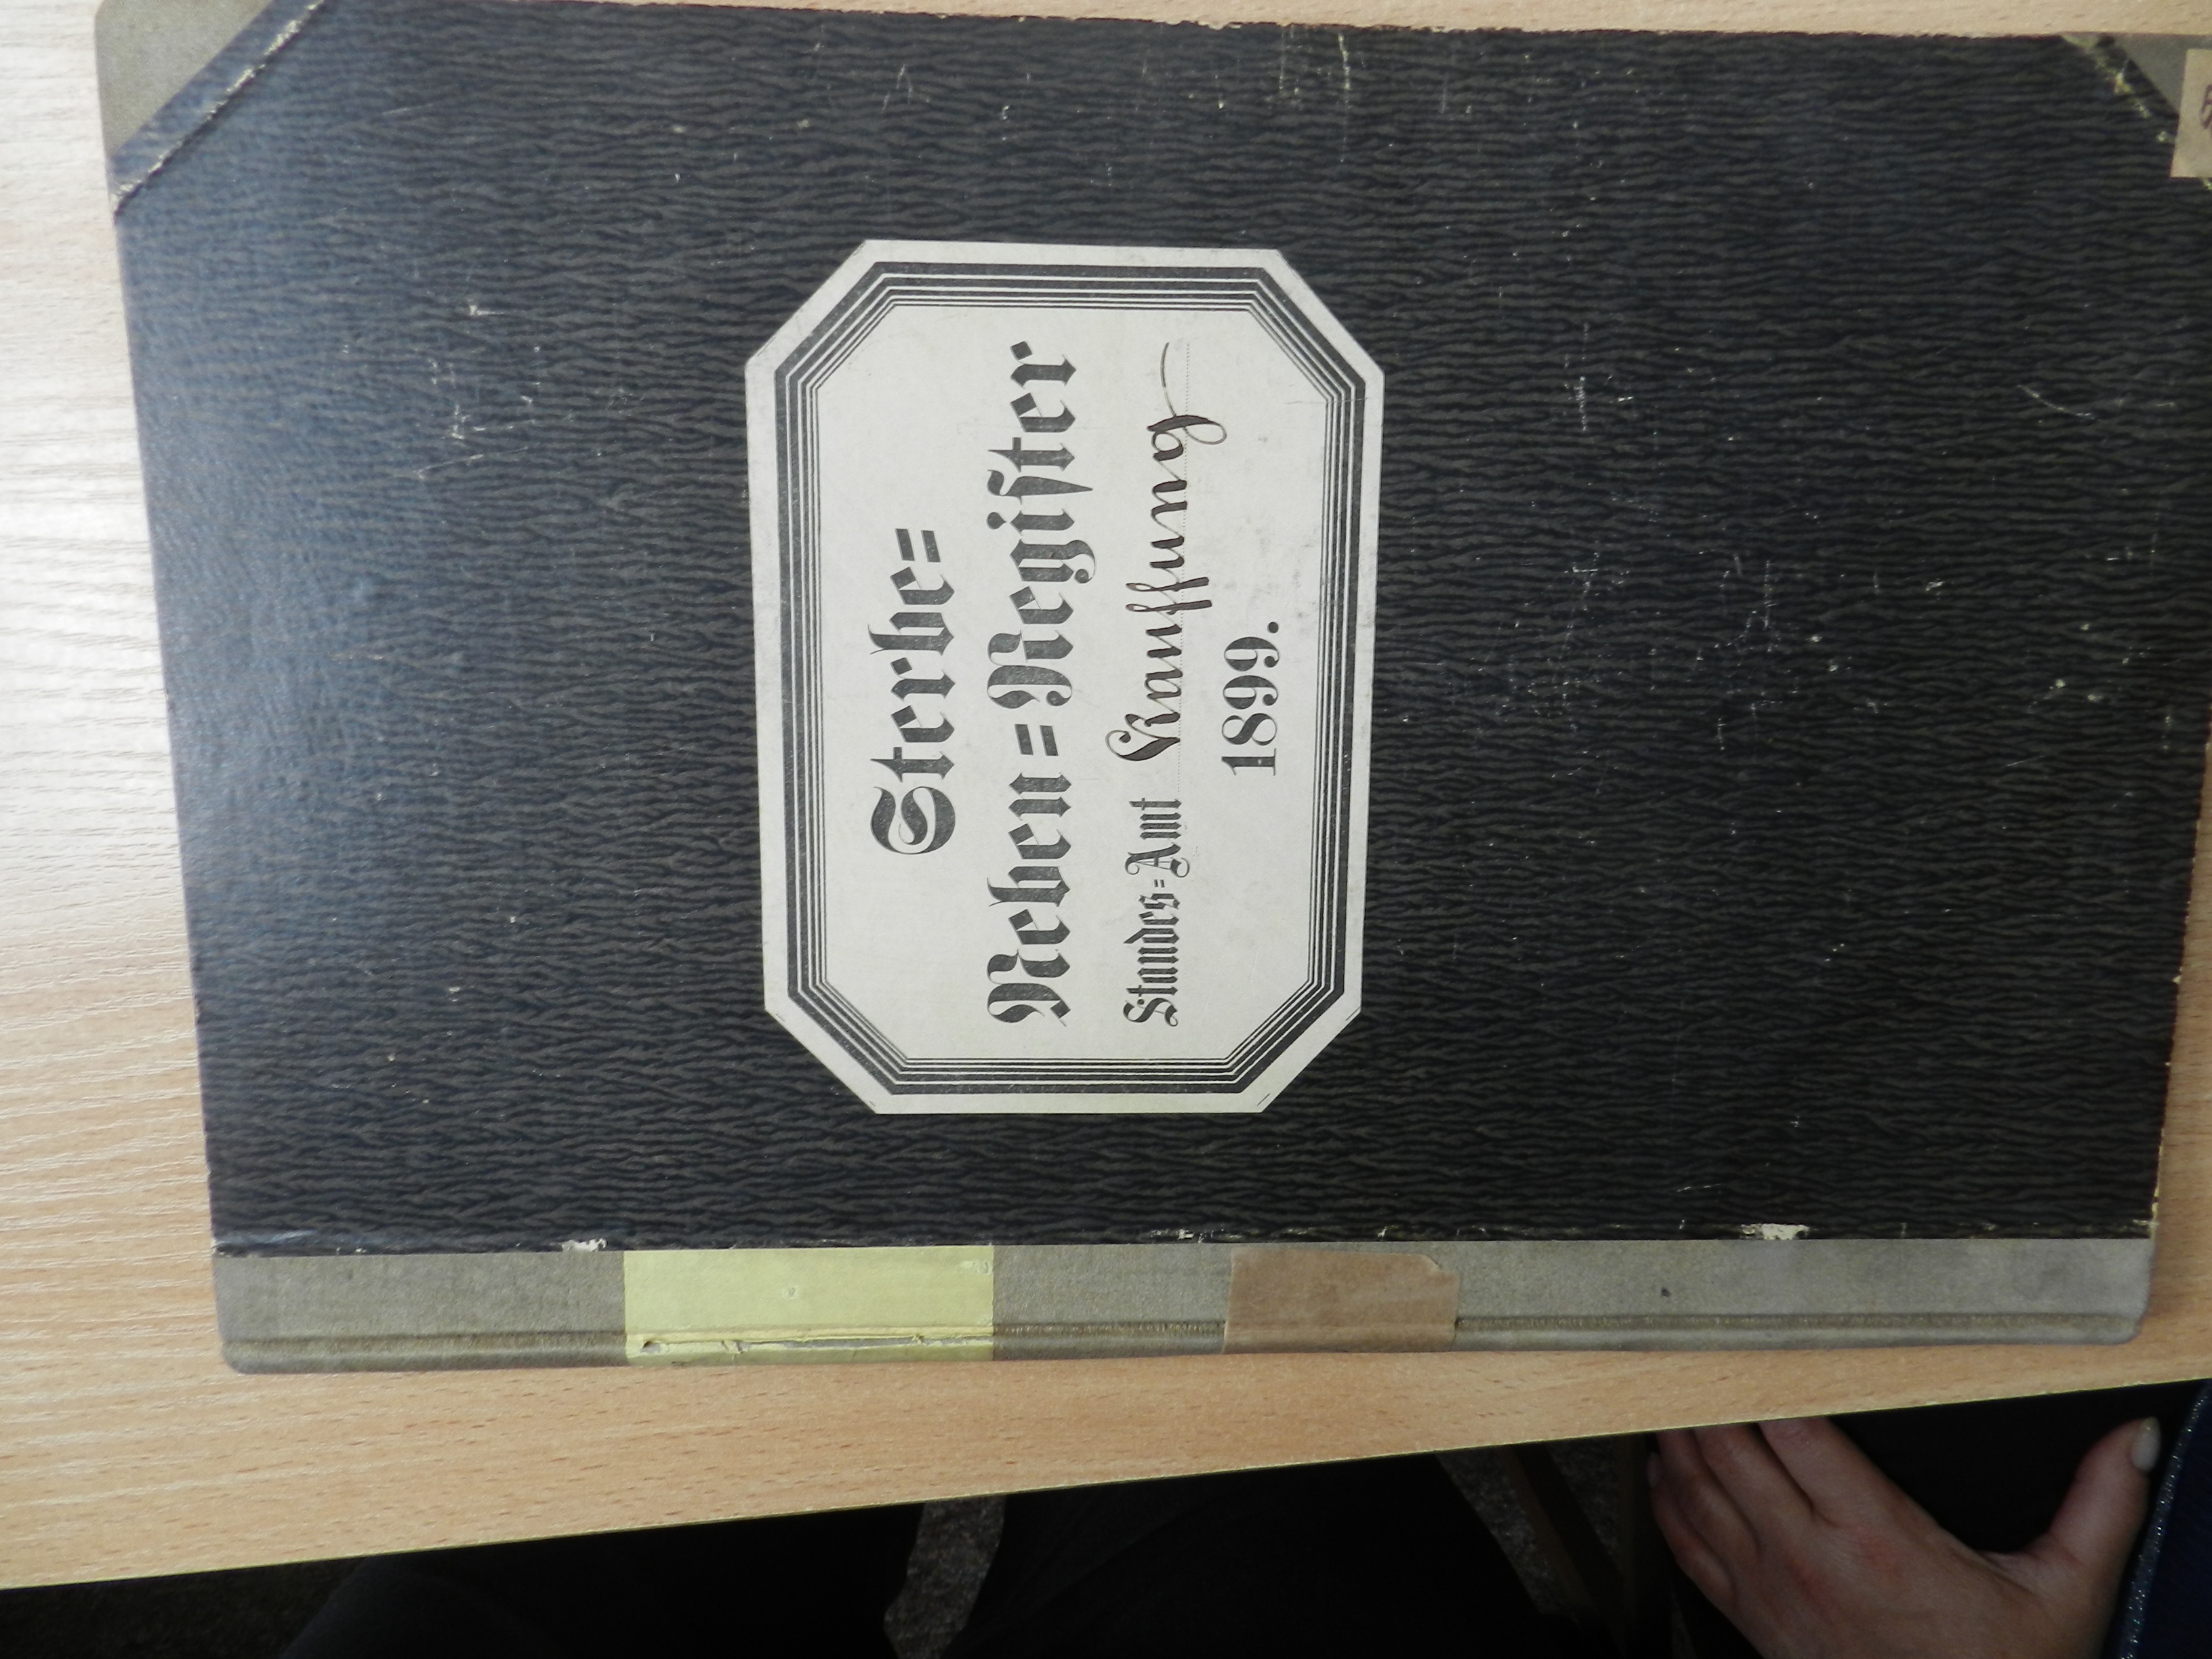 Sterbe=
Neben=Register
Standes=Amt Kauffung
1899.